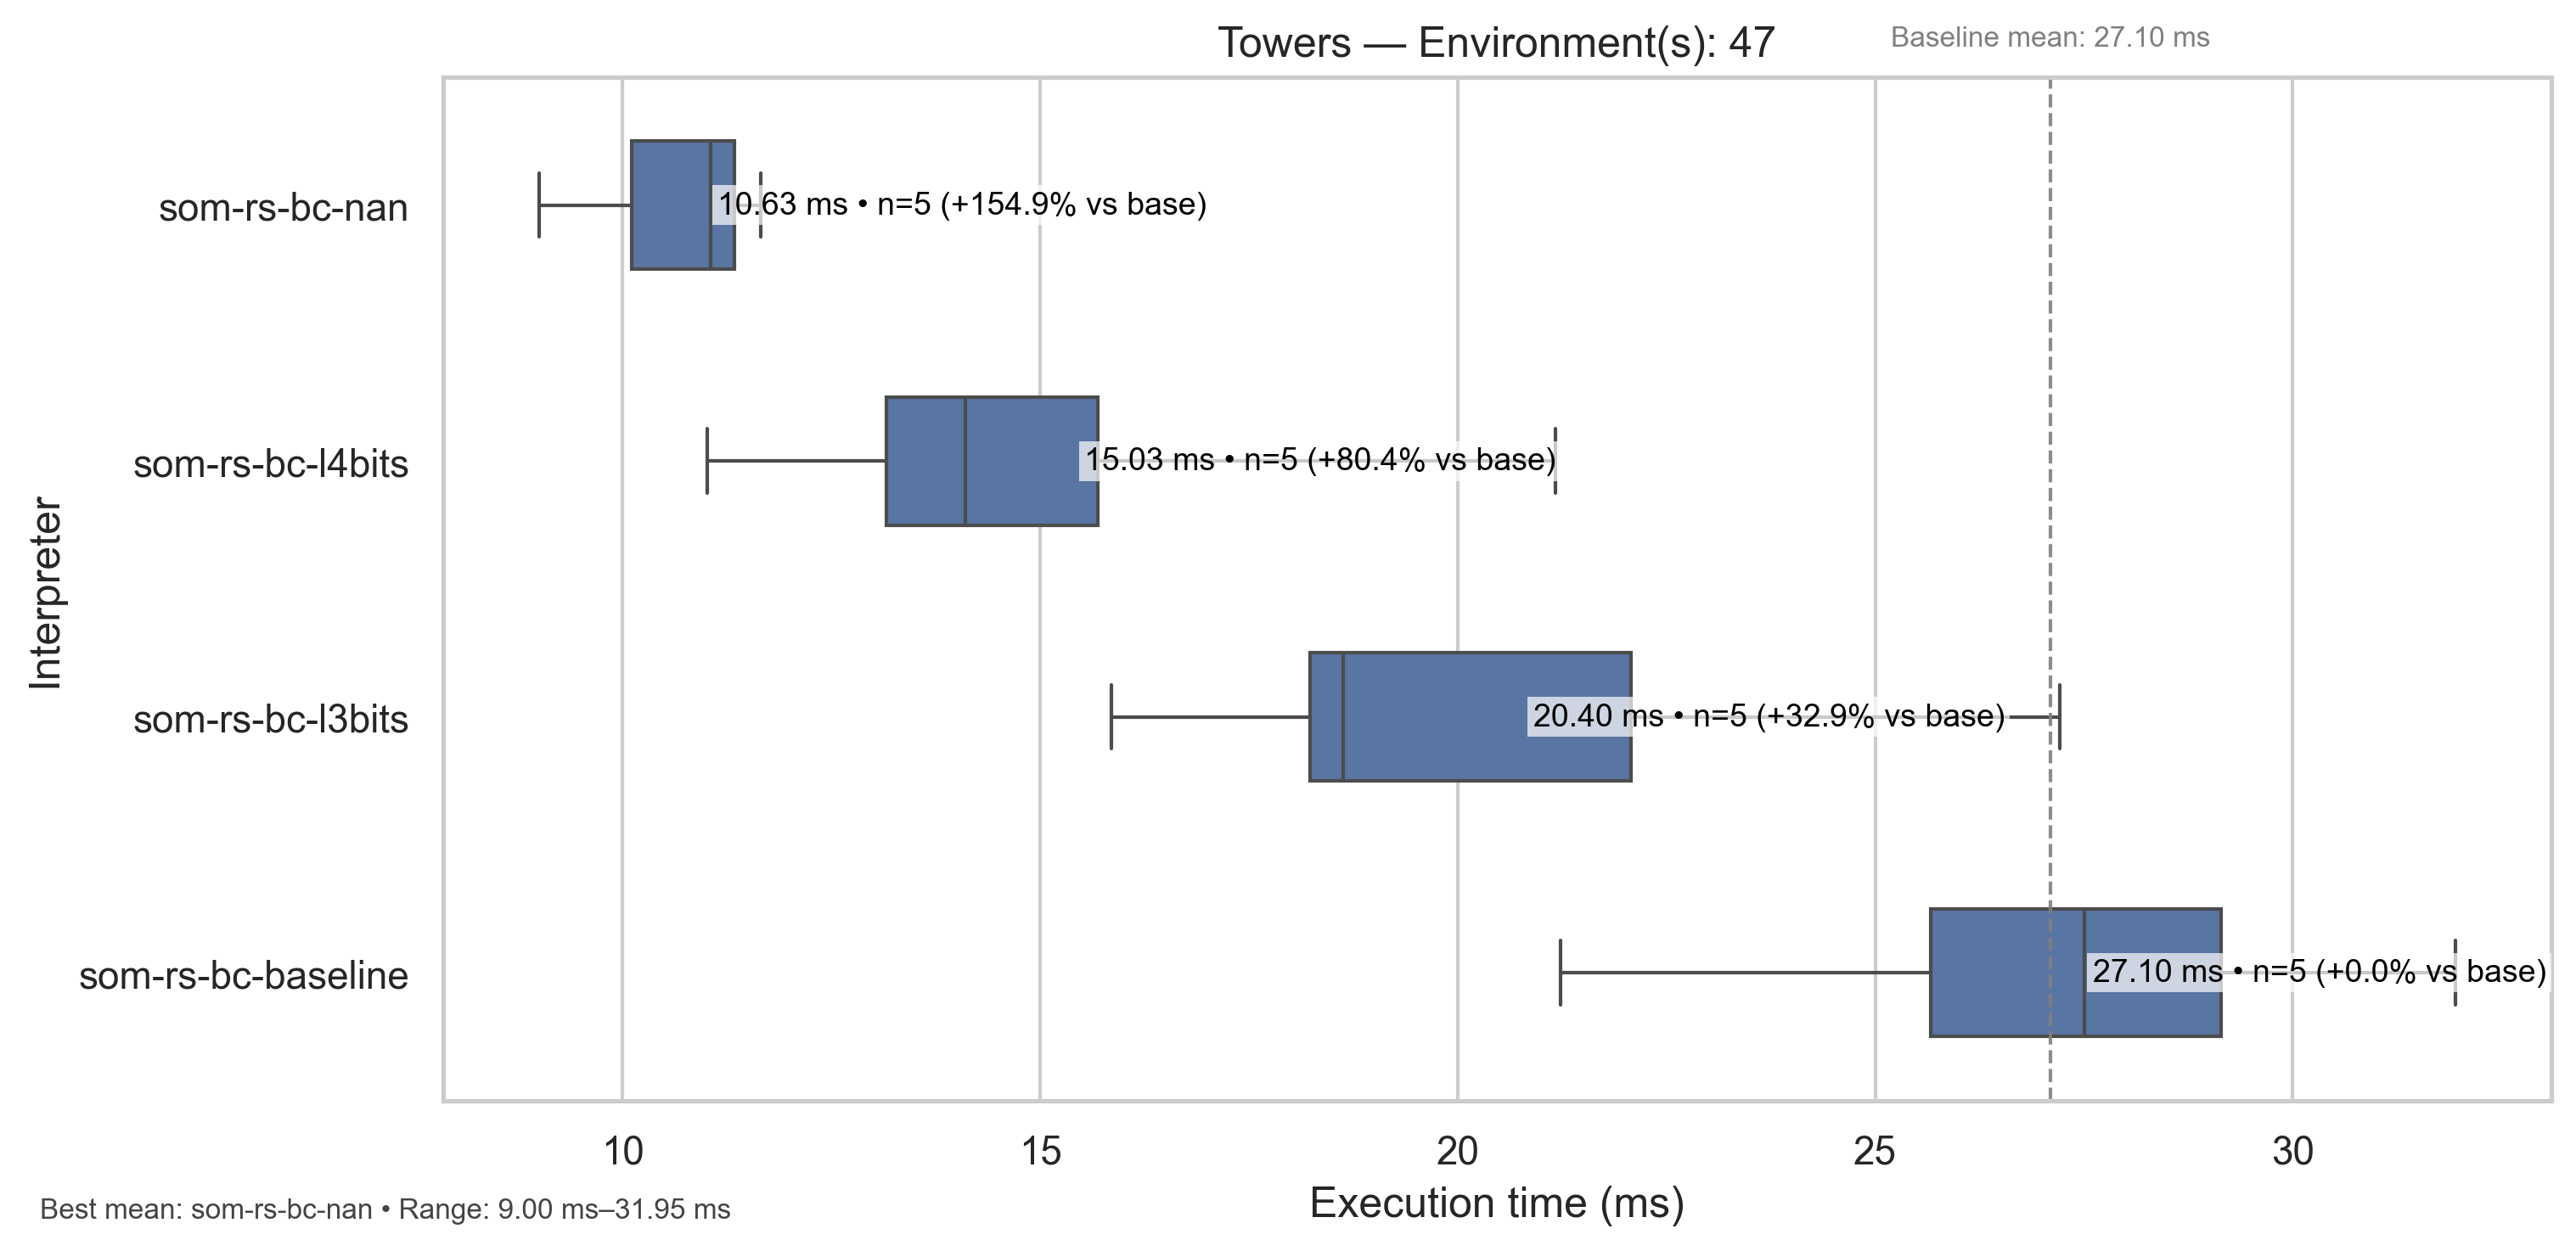 Towers — Environment(s): 47
Baseline mean: 27.10 ms
som-rs-bc-nan
10.63 ms • n=5 (+154.9% vs base)
som-rs-bc-l4bits
15.03 ms • n=5 (+80.4% vs base)
Interpreter
som-rs-bc-l3bits
20.40 ms • n=5 (+32.9% vs base)
som-rs-bc-baseline
27.10 ms • n=5 (+0.0% vs base)
10 15 20 25 30
Execution time (ms)
Best mean: som-rs-bc-nan • Range: 9.00 ms–31.95 ms